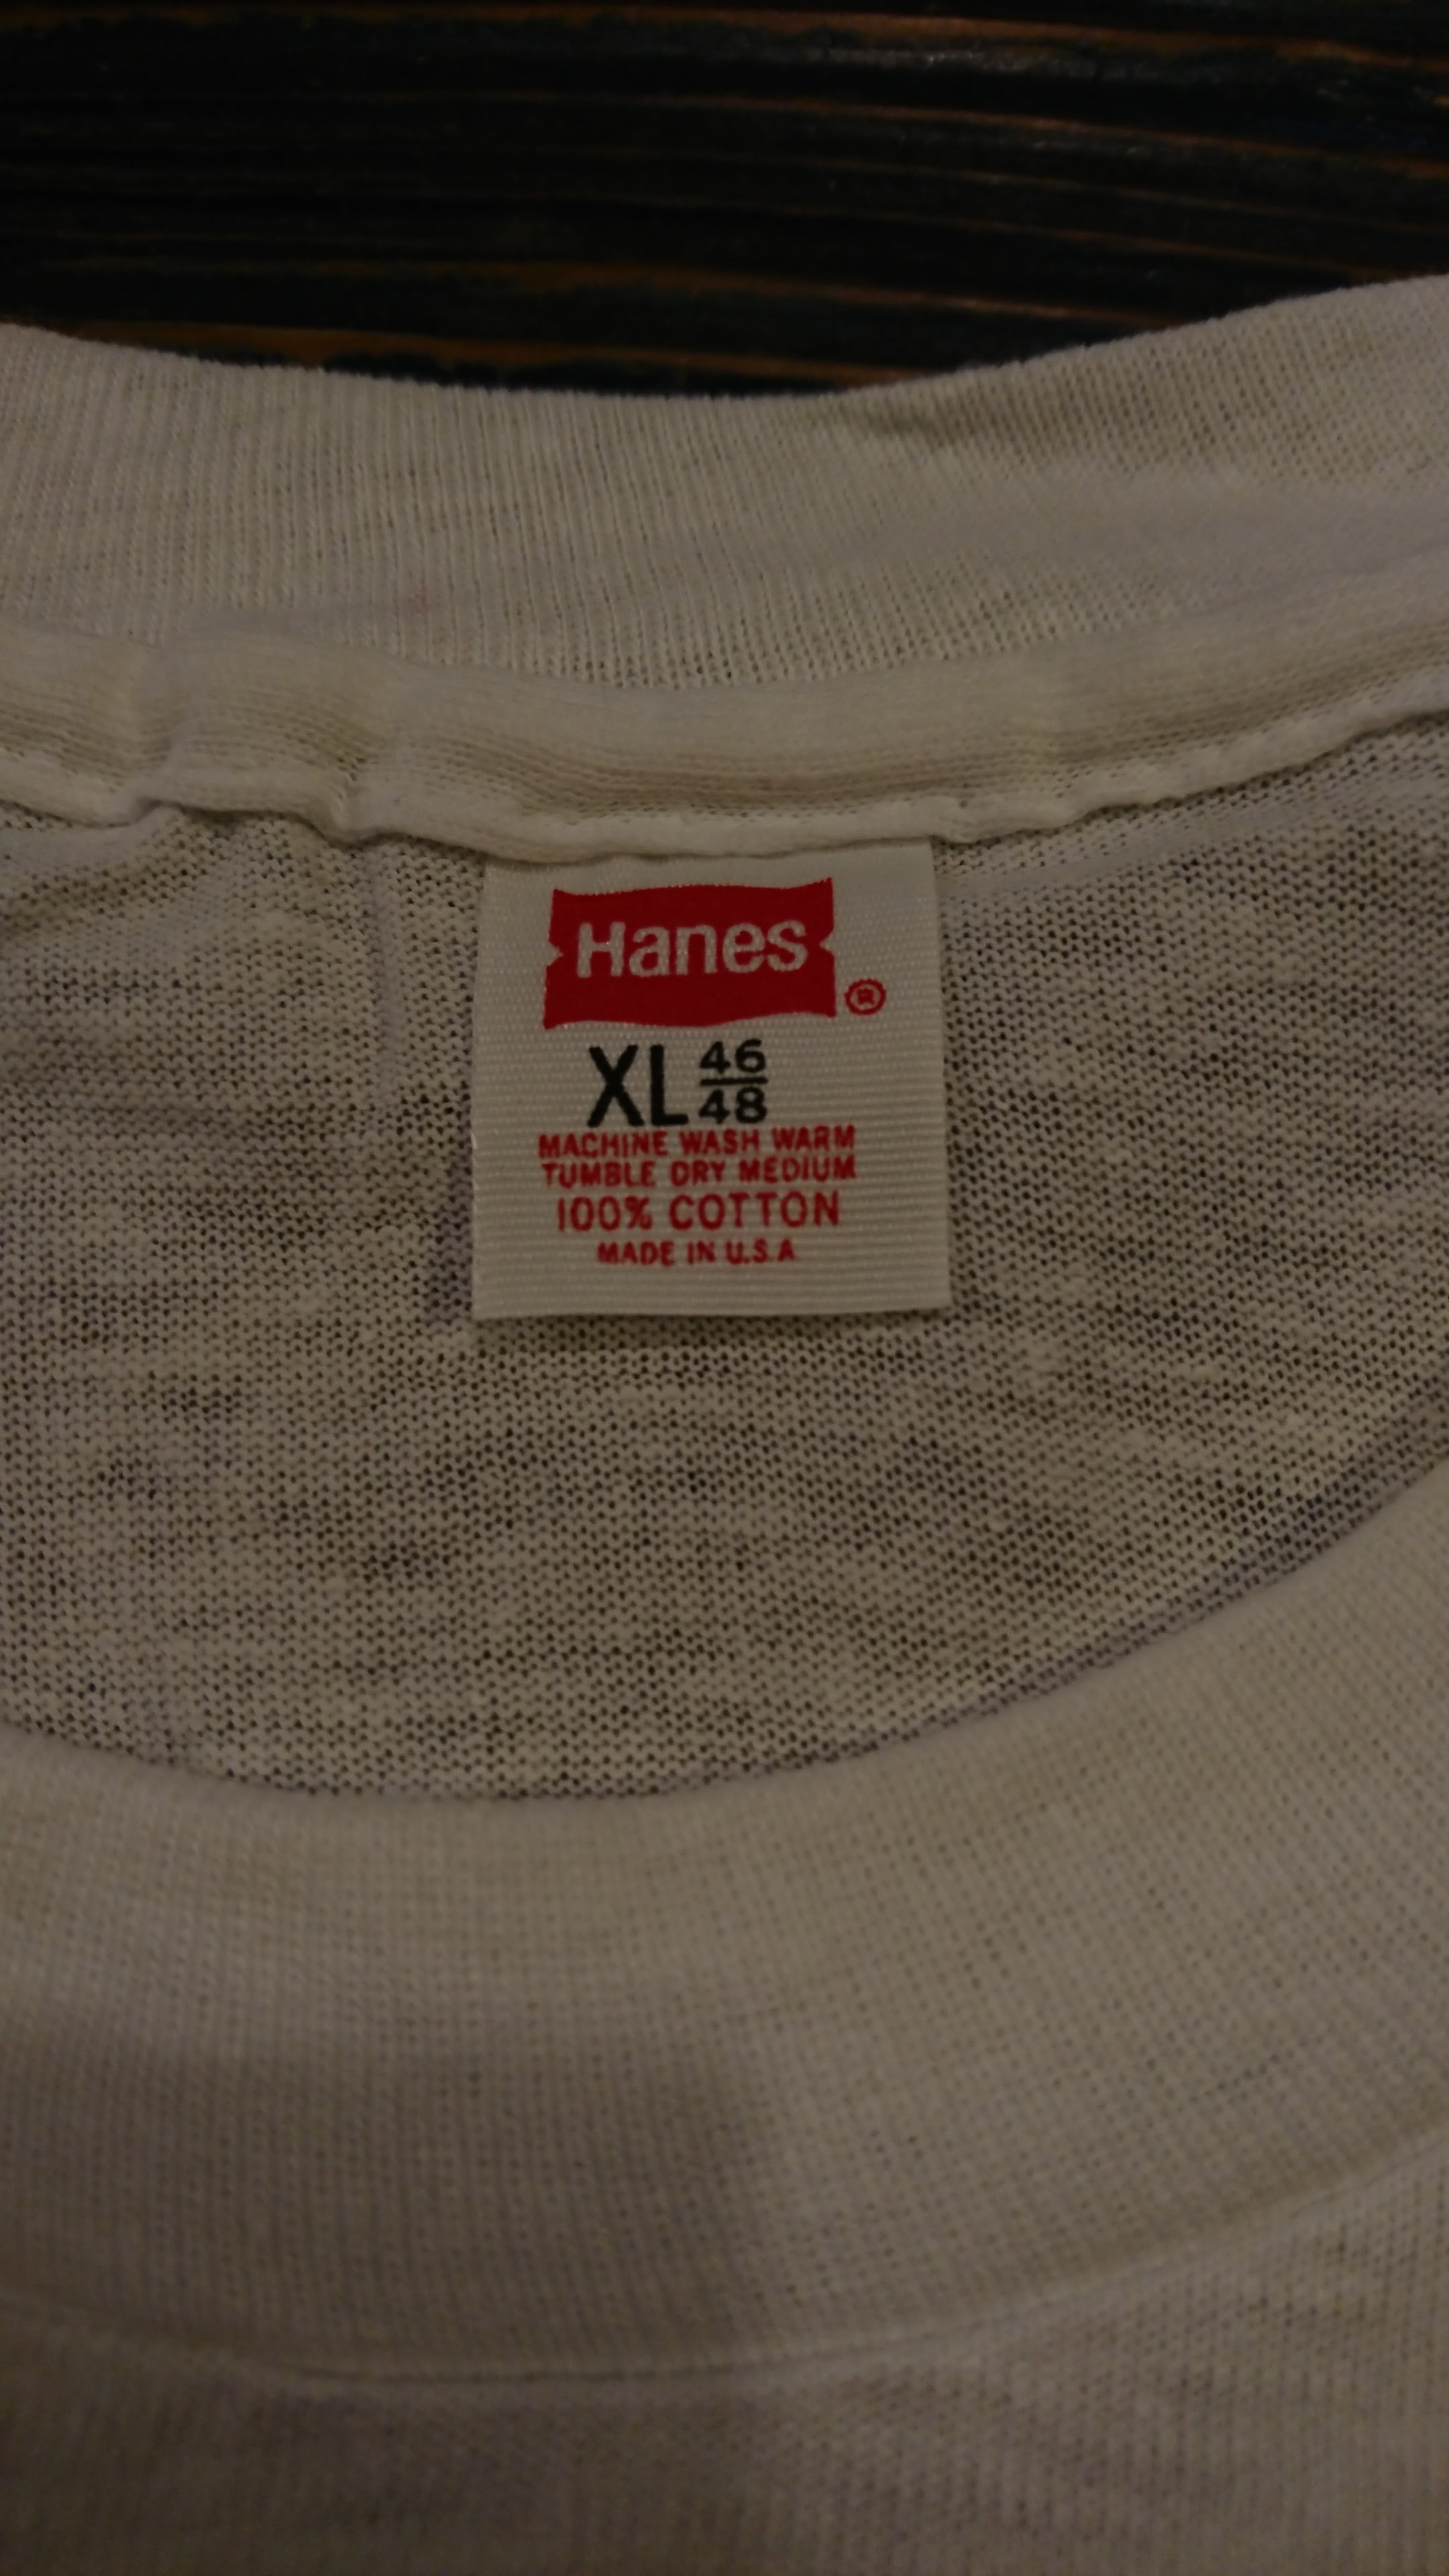 Hanes ®
XL 46/48
MACHINE WASH WARM
TUMBLE DRY MEDIUM
100% COTTON
MADE IN U.S.A